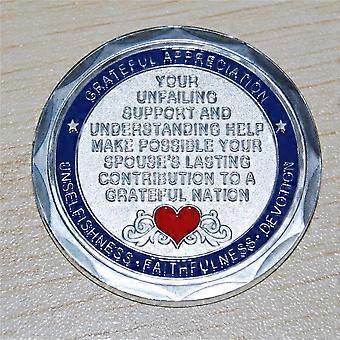 GRATEFUL APPRECIATION
YOUR
UNFAILING
SUPPORT AND
UNDERSTANDING HELP
MAKE POSSIBLE YOUR
SPOUSE'S LASTING
CONTRIBUTION TO A
GRATEFUL NATION
UNSELFISHNESS · FAITHFULNESS · DEVOTION